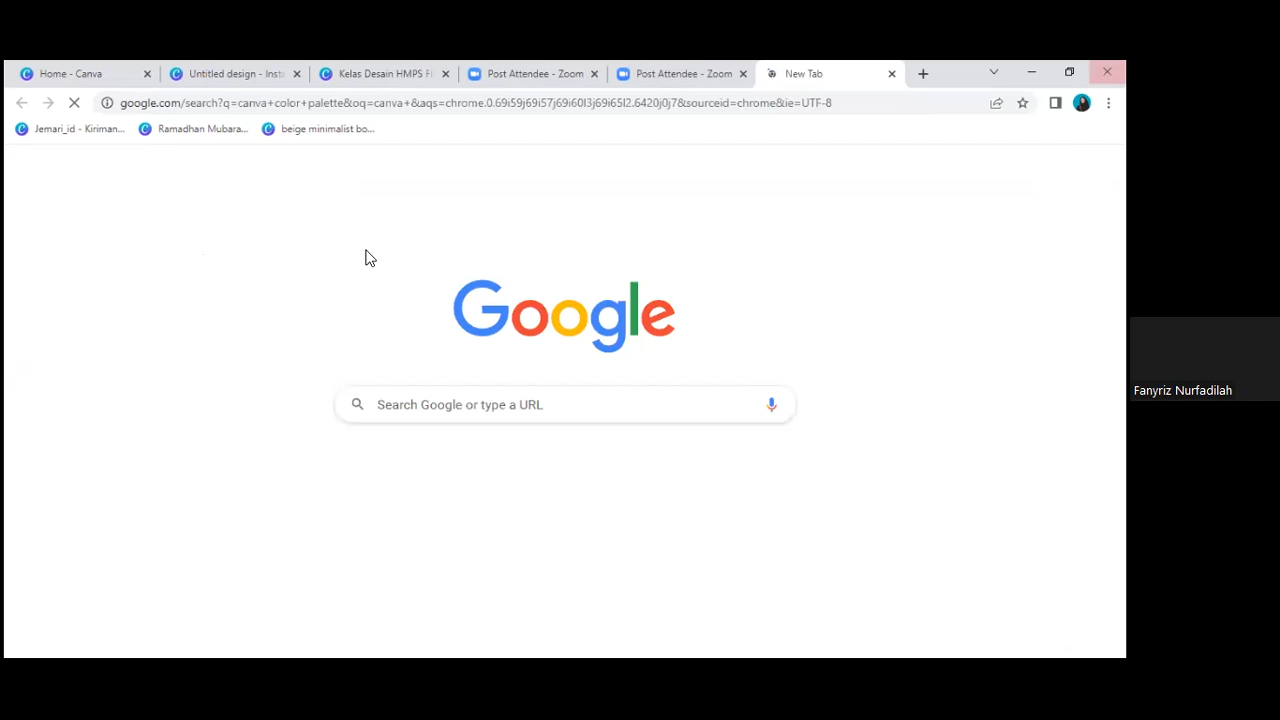 Home - Canva
Untitled design - Inst
Kelas Desain HMPS F
Post Attendee - Zoom
Post Attendee - Zoom
New Tab
google.com/search?q=canva+color+palette&oq=canva+&aqs=chrome.0.69i59j69i57j69i60l3j69i65l2.6420j0j7&sourceid=chrome&ie=UTF-8
Jemari_id - Kiriman...
Ramadhan Mubara...
beige minimalist bo...
Google
Search Google or type a URL
Fanyriz Nurfadilah